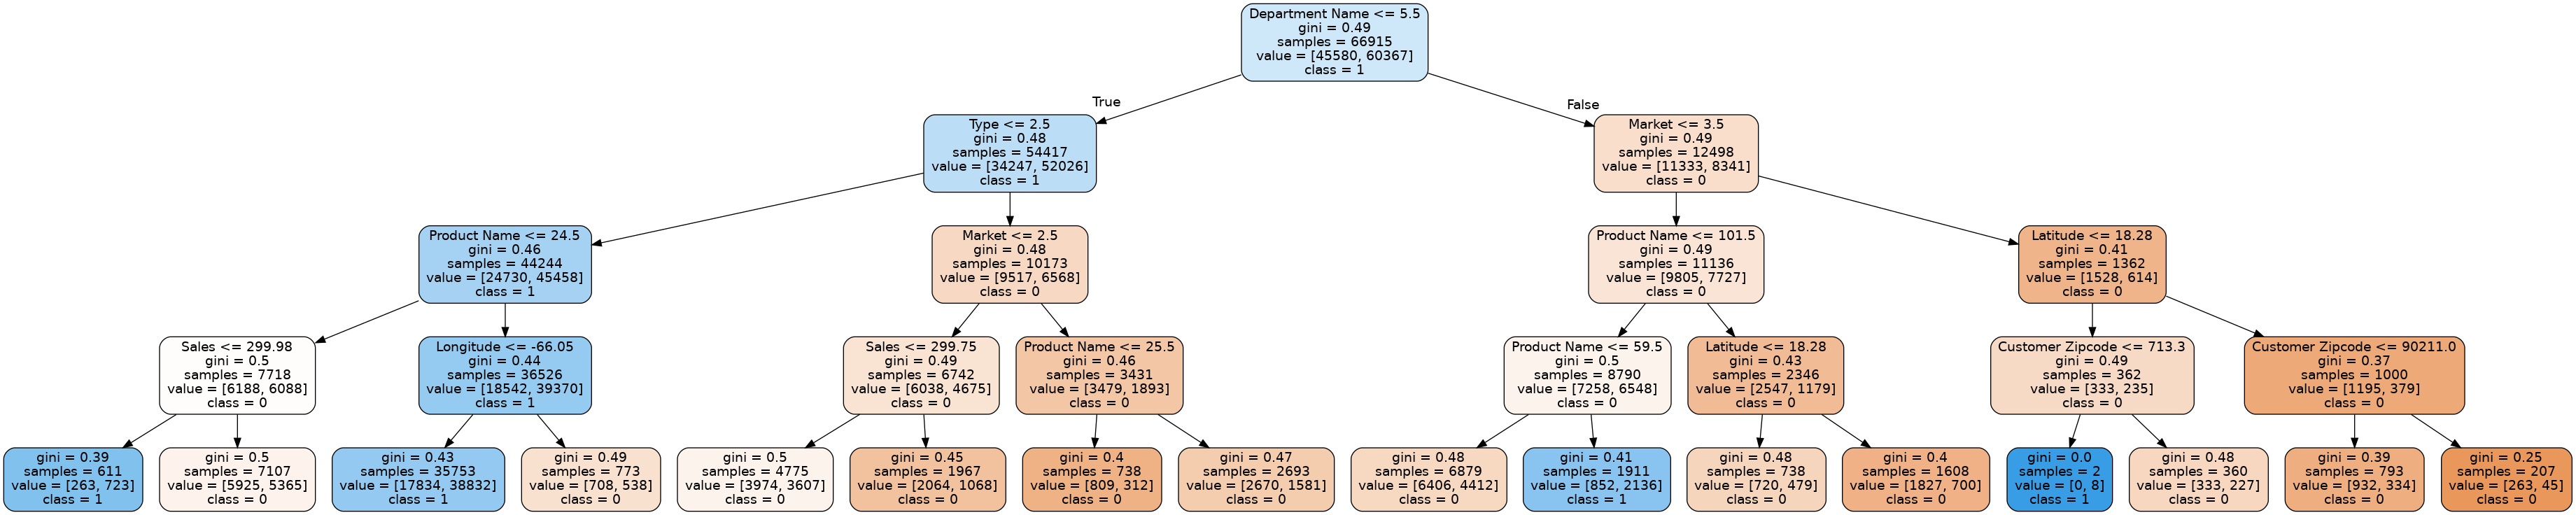 Department Name <= 5.5
gini = 0.49
samples = 66915
value = [45580, 60367]
class = 1
True
False
Type <= 2.5
gini = 0.48
samples = 54417
value = [34247, 52026]
class = 1
Market <= 3.5
gini = 0.49
samples = 12498
value = [11333, 8341]
class = 0
Product Name <= 24.5
gini = 0.46
samples = 44244
value = [24730, 45458]
class = 1
Market <= 2.5
gini = 0.48
samples = 10173
value = [9517, 6568]
class = 0
Product Name <= 101.5
gini = 0.49
samples = 11136
value = [9805, 7727]
class = 0
Latitude <= 18.28
gini = 0.41
samples = 1362
value = [1528, 614]
class = 0
Sales <= 299.98
gini = 0.5
samples = 7718
value = [6188, 6088]
class = 0
Longitude <= -66.05
gini = 0.44
samples = 36526
value = [18542, 39370]
class = 1
Sales <= 299.75
gini = 0.49
samples = 6742
value = [6038, 4675]
class = 0
Product Name <= 25.5
gini = 0.46
samples = 3431
value = [3479, 1893]
class = 0
Product Name <= 59.5
gini = 0.5
samples = 8790
value = [7258, 6548]
class = 0
Latitude <= 18.28
gini = 0.43
samples = 2346
value = [2547, 1179]
class = 0
Customer Zipcode <= 713.3
gini = 0.49
samples = 362
value = [333, 235]
class = 0
Customer Zipcode <= 90211.0
gini = 0.37
samples = 1000
value = [1195, 379]
class = 0
gini = 0.39
samples = 611
value = [263, 723]
class = 1
gini = 0.5
samples = 7107
value = [5925, 5365]
class = 0
gini = 0.43
samples = 35753
value = [17834, 38832]
class = 1
gini = 0.49
samples = 773
value = [708, 538]
class = 0
gini = 0.5
samples = 4775
value = [3974, 3607]
class = 0
gini = 0.45
samples = 1967
value = [2064, 1068]
class = 0
gini = 0.4
samples = 738
value = [809, 312]
class = 0
gini = 0.47
samples = 2693
value = [2670, 1581]
class = 0
gini = 0.48
samples = 6879
value = [6406, 4412]
class = 0
gini = 0.41
samples = 1911
value = [852, 2136]
class = 1
gini = 0.48
samples = 738
value = [720, 479]
class = 0
gini = 0.4
samples = 1608
value = [1827, 700]
class = 0
gini = 0.0
samples = 2
value = [0, 8]
class = 1
gini = 0.48
samples = 360
value = [333, 227]
class = 0
gini = 0.39
samples = 793
value = [932, 334]
class = 0
gini = 0.25
samples = 207
value = [263, 45]
class = 0